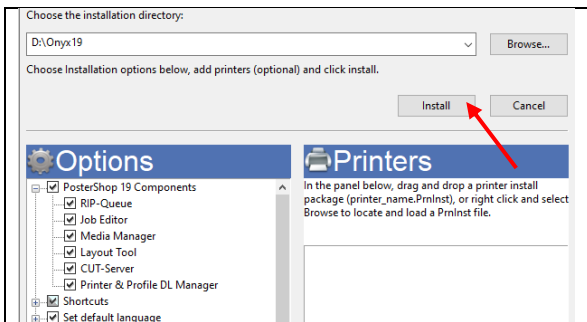 Choose the installation directory:
D:\Onyx19
Browse...
Choose Installation options below, add printers (optional) and click install.
Install
Cancel
Options
Printers
PosterShop 19 Components
RIP-Queue
Job Editor
Media Manager
Layout Tool
CUT-Server
Printer & Profile DL Manager
Shortcuts
Set default language
In the panel below, drag and drop a printer install
package (printer_name.PrnInst), or right click and select
Browse to locate and load a PrnInst file.